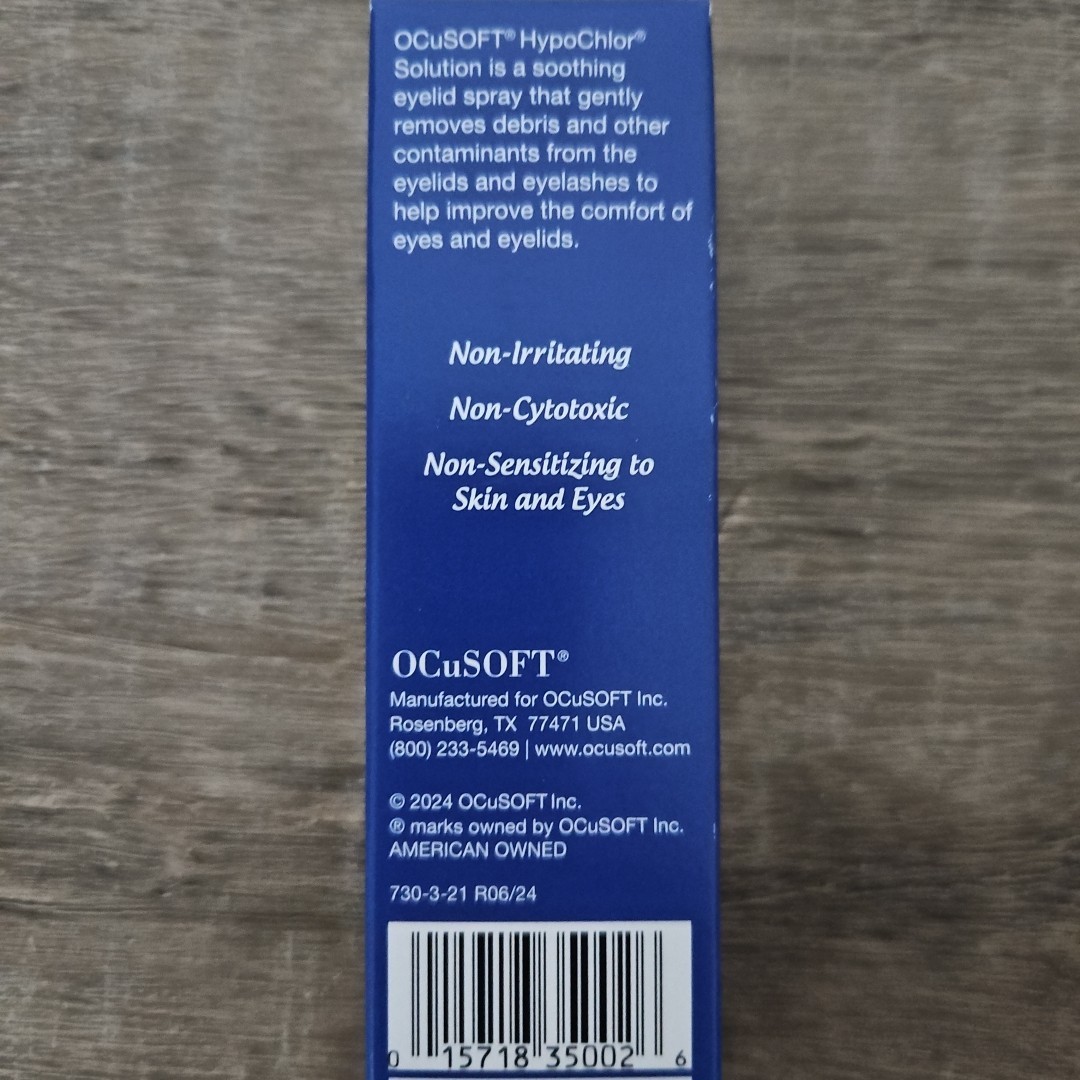 OCuSOFT® HypoChlor®
Solution is a soothing
eyelid spray that gently
removes debris and other
contaminants from the
eyelids and eyelashes to
help improve the comfort of
eyes and eyelids.
Non-Irritating
Non-Cytotoxic
Non-Sensitizing to
Skin and Eyes
OCuSOFT®
Manufactured for OCuSOFT Inc.
Rosenberg, TX 77471 USA
(800) 233-5469 | www.ocusoft.com
© 2024 OCuSOFT Inc.
® marks owned by OCuSOFT Inc.
AMERICAN OWNED
730-3-21 R06/24
0 15718 35002 6